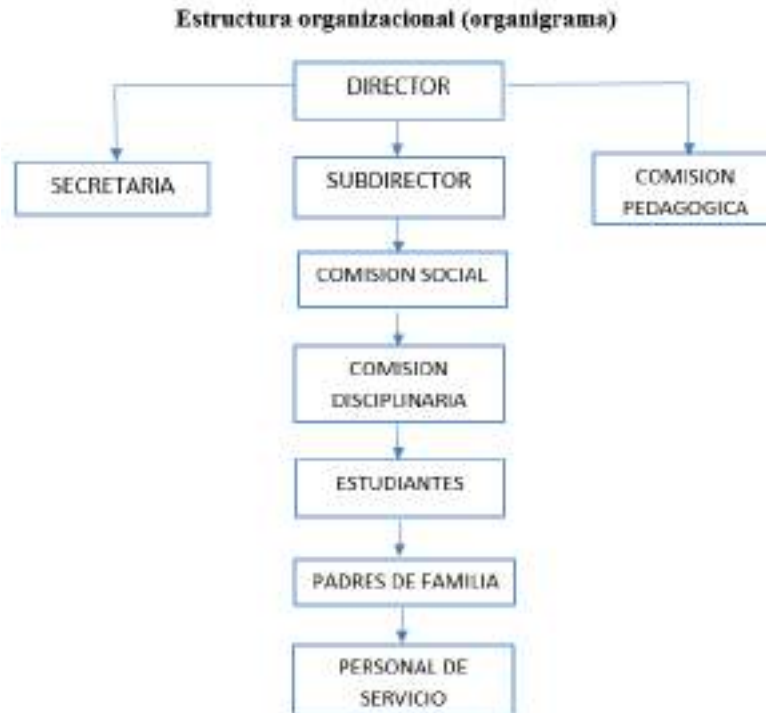 Estructura organizacional (organigrama)
DIRECTOR
SECRETARIA
SUBDIRECTOR
COMISION
PEDAGOGICA
COMISION SOCIAL
COMISION
DISCIPLINARIA
ESTUDIANTES
PADRES DE FAMILIA
PERSONAL DE
SERVICIO